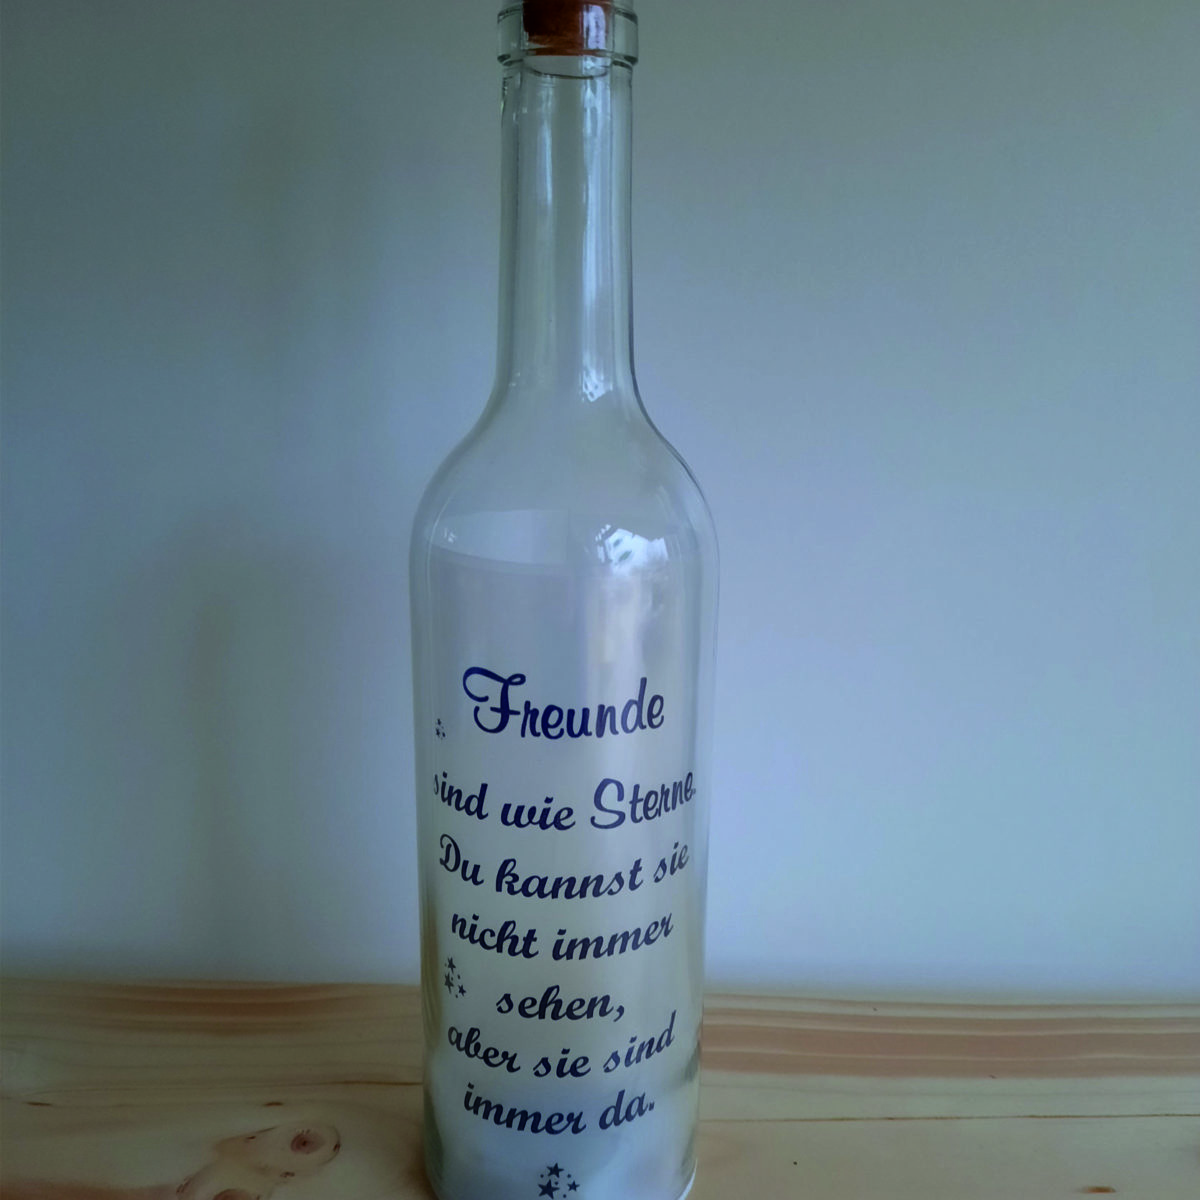 Freunde
sind wie Sterne.
Du kannst sie
nicht immer
sehen,
aber sie sind
immer da.